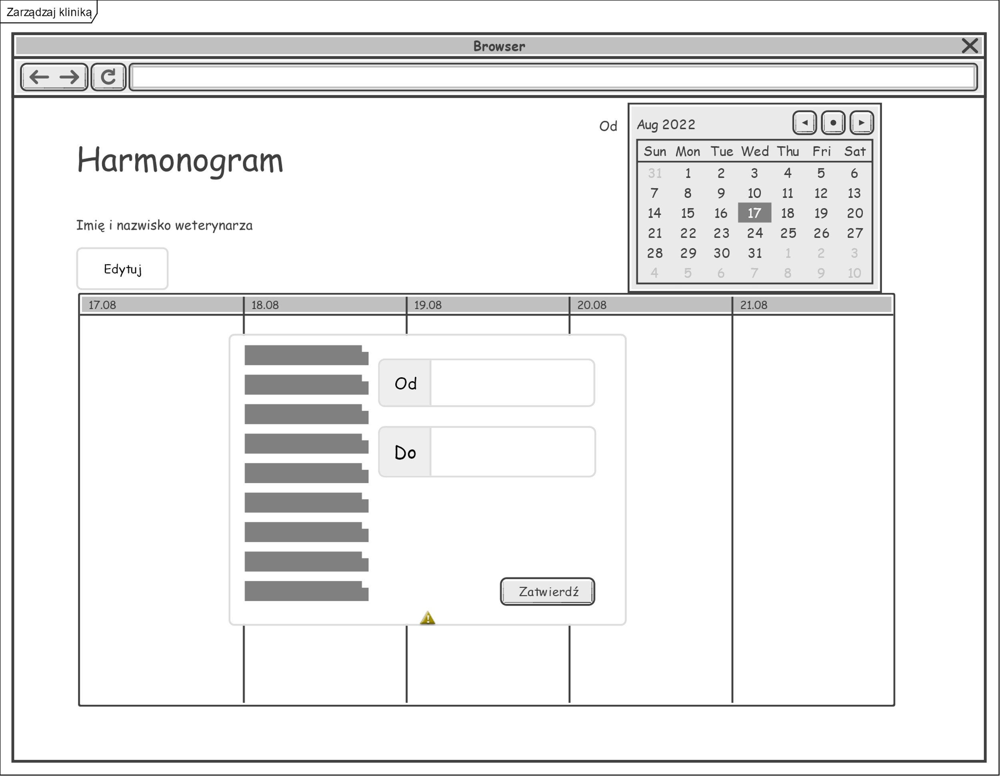 Zarządzaj kliniką
Browser
Od
Aug 2022
Harmonogram
Sun Mon Tue Wed Thu Fri Sat
31 1 2 3 4 5 6
7 8 9 10 11 12 13
14 15 16 17 18 19 20
21 22 23 24 25 26 27
28 29 30 31 1 2 3
4 5 6 7 8 9 10
Imię i nazwisko weterynarza
Edytuj
17.08 18.08 19.08 20.08 21.08
Od
Do
Zatwierdź